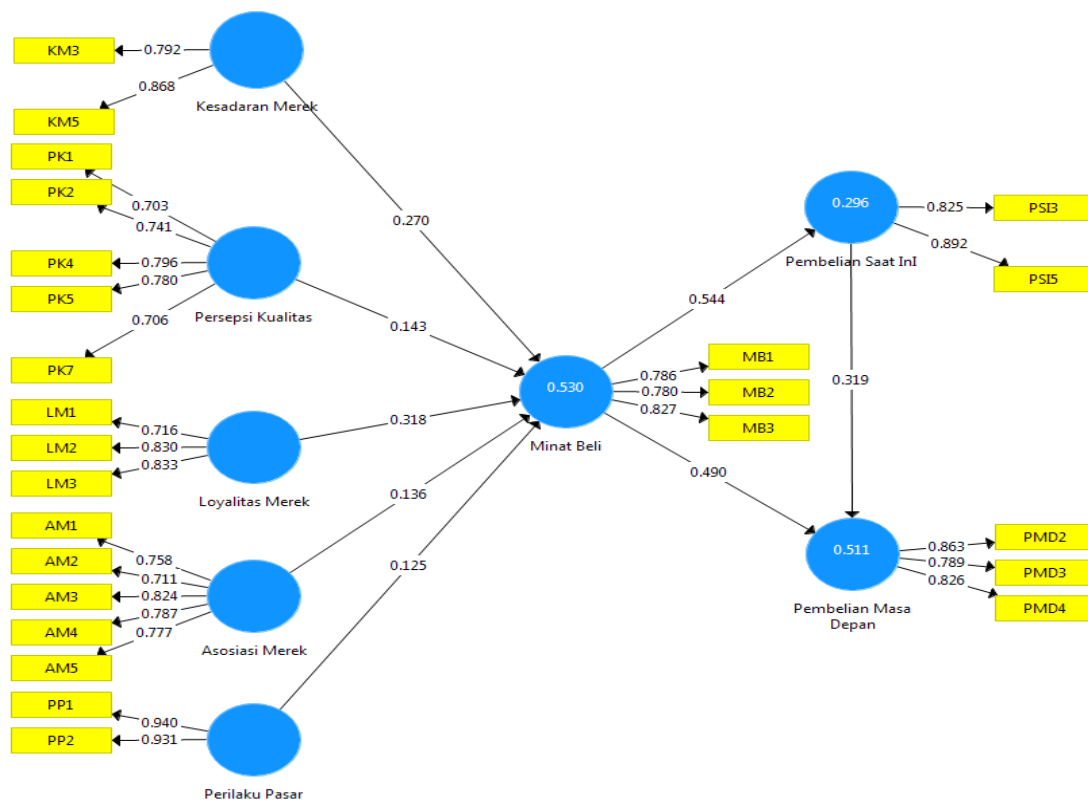 KM3
0.792
0.868
Kesadaran Merek
KM5
PK1
PK2
0.703
0.741
PK4
0.796
PK5
0.780
0.706
Persepsi Kualitas
PK7
LM1
0.716
LM2
0.830
LM3
0.833
Loyalitas Merek
AM1
AM2
0.758
0.711
AM3
0.824
AM4
0.787
0.777
AM5
Asosiasi Merek
PP1
0.940
PP2
0.931
Perilaku Pasar
0.270
0.143
0.318
0.136
0.125
0.530
Minat Beli
0.786
MB1
0.780
MB2
0.827
MB3
0.544
0.490
0.319
0.296
Pembelian Saat Ini
0.825
PSI3
0.892
PSI5
0.511
Pembelian Masa
Depan
0.863
PMD2
0.789
PMD3
0.826
PMD4